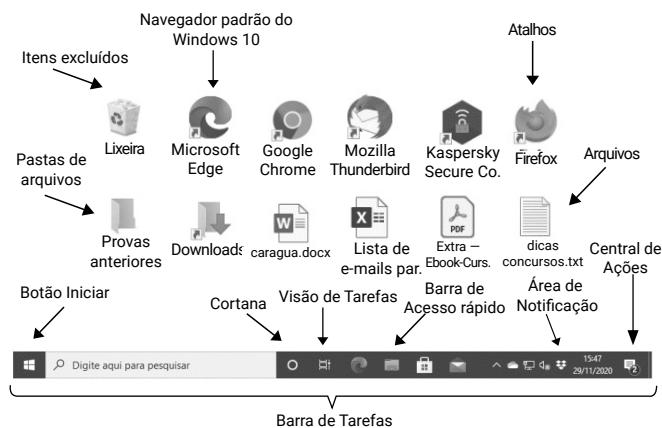 Navegador padrão do
Windows 10
Atalhos
Itens excluídos
Lixeira
Microsoft
Edge
Google
Chrome
Mozilla
Thunderbird
Kaspersky
Secure Co.
Firefox
Pastas de
arquivos
Arquivos
Provas
anteriores
Downloads
W
caragua.docx
X
Lista de
e-mails par.
PDF
Extra –
Ebook-Curs.
dicas
concursos.txt
Central de
Ações
Botão Iniciar
Cortana
Visão de Tarefas
Barra de
Acesso rápido
Área de
Notificação
Digite aqui para pesquisar
15:47
29/11/2020
2
Barra de Tarefas